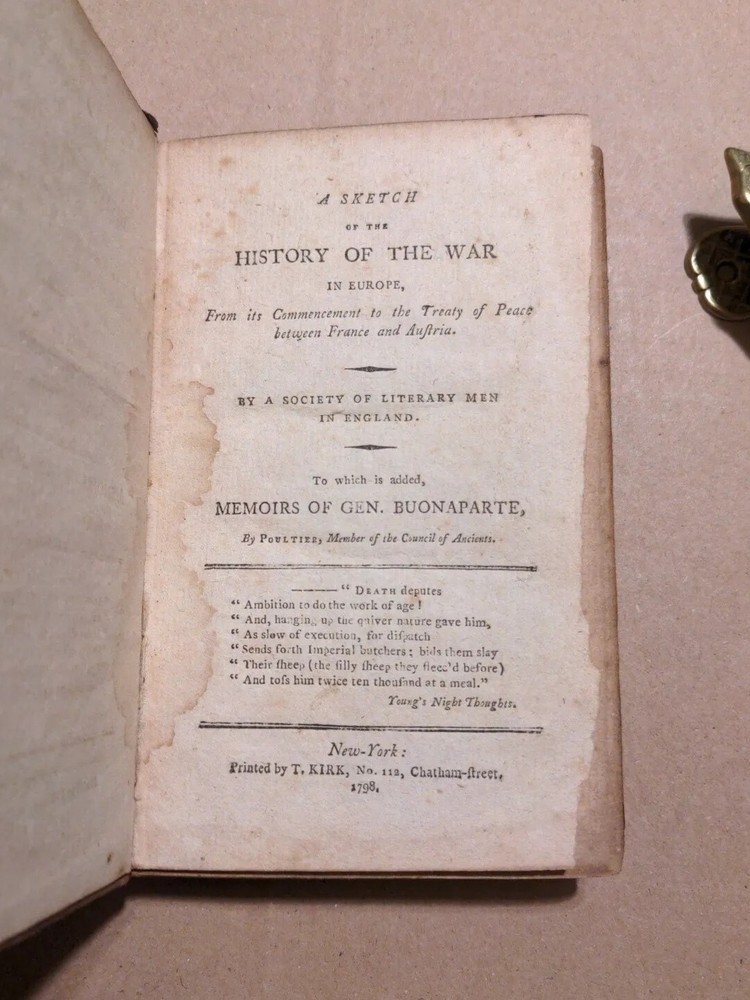 A SKETCH
OF THE
HISTORY OF THE WAR
IN EUROPE,
From its Commencement to the Treaty of Peace
between France and Auſtria.
BY A SOCIETY OF LITERARY MEN
IN ENGLAND.
To which is added,
MEMOIRS OF GEN. BUONAPARTE,
By POULTIER, Member of the Council of Ancients.
———— “ DEATH deputes
“ Ambition to do the work of age !
“ And, hanging up the quiver nature gave him,
“ As slow of execution, for diſpatch
“ Sends forth Imperial butchers ; bids them slay
“ Their ſheep (the ſilly ſheep they fleec’d before)
“ And toſs him twice ten thouſand at a meal.”
Young’s Night Thoughts.
New-York:
Printed by T. KIRK, No. 112, Chatham-ſtreet.
1798.